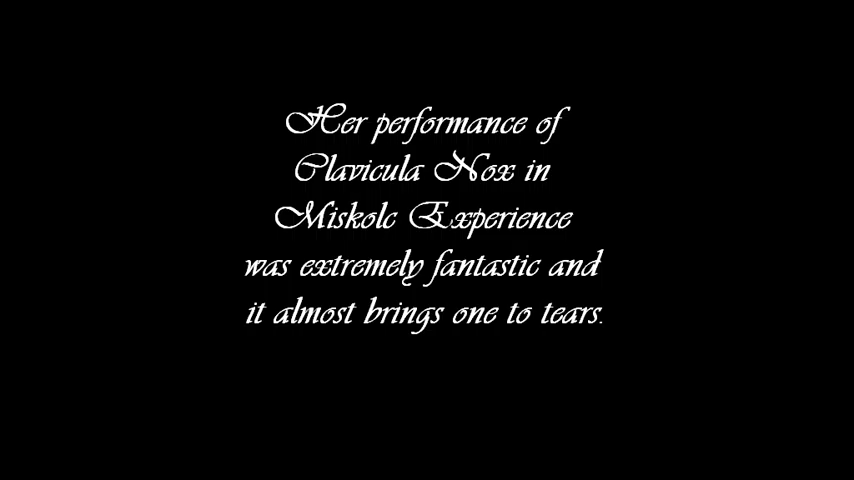 Her performance of
Clavicula Nox in
Miskolc Experience
was extremely fantastic and
it almost brings one to tears.